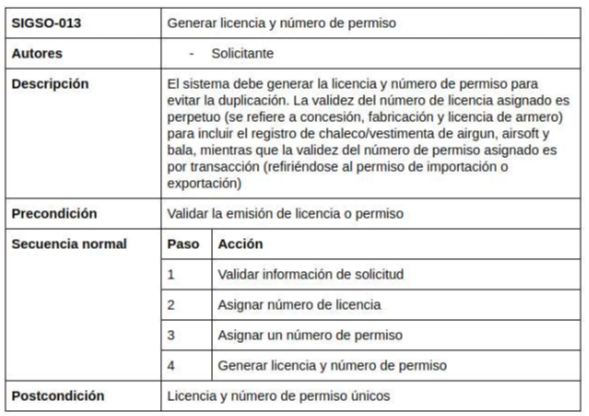 SIGSO-013 Generar licencia y número de permiso
Autores - Solicitante
Descripción El sistema debe generar la licencia y número de permiso para
evitar la duplicación. La validez del número de licencia asignado es
perpetuo (se refiere a concesión, fabricación y licencia de armero)
para incluir el registro de chaleco/vestimenta de airgun, airsoft y
bala, mientras que la validez del número de permiso asignado es
por transacción (refiriéndose al permiso de importación o
exportación)
Precondición Validar la emisión de licencia o permiso
Secuencia normal Paso Acción
1 Validar información de solicitud
2 Asignar número de licencia
3 Asignar un número de permiso
4 Generar licencia y número de permiso
Postcondición Licencia y número de permiso únicos